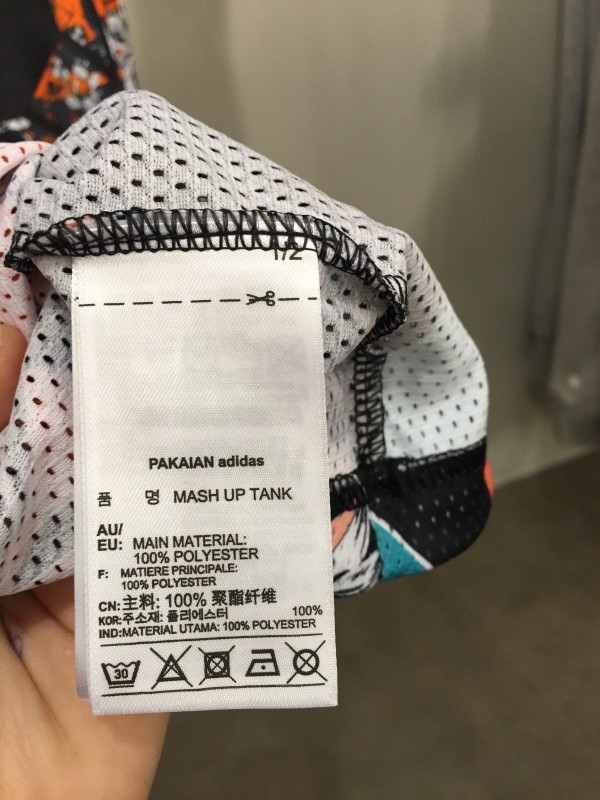 1/2
PAKAIAN adidas
품 명 MASH UP TANK
AU/
EU: MAIN MATERIAL:
100% POLYESTER
F: MATIERE PRINCIPALE:
100% POLYESTER
CN:主料: 100% 聚酯纤维
KOR:주소재: 폴리에스터 100%
IND:MATERIAL UTAMA: 100% POLYESTER
30